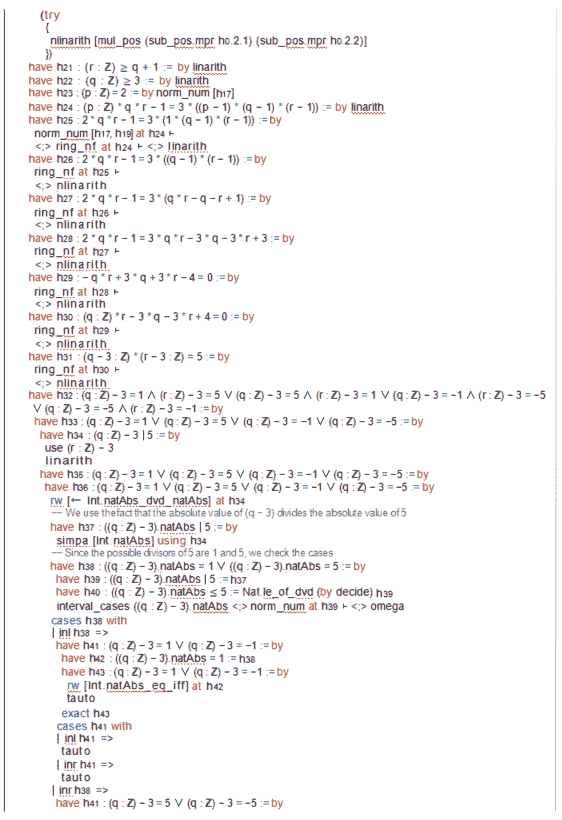 (try
{
nlinarith [mul_pos (sub_pos.mpr h0.2.1) (sub_pos.mpr h0.2.2)]
})
have h21 : (r : Z) ≥ q + 1 := by linarith
have h22 : (q : Z) ≥ 3 := by linarith
have h23 : (p : Z) = 2 := by norm_num [h17]
have h24 : (p : Z) * q * r − 1 = 3 * ((p − 1) * (q − 1) * (r − 1)) := by linarith
have h25 : 2 * q * r − 1 = 3 * (1 * (q − 1) * (r − 1)) := by
norm_num [h17, h19] at h24 ⊢
<;> ring_nf at h24 ⊢ <;> linarith
have h26 : 2 * q * r − 1 = 3 * ((q − 1) * (r − 1)) := by
ring_nf at h25 ⊢
<;> nlinarith
have h27 : 2 * q * r − 1 = 3 * (q * r − q − r + 1) := by
ring_nf at h26 ⊢
<;> nlinarith
have h28 : 2 * q * r − 1 = 3 * q * r − 3 * q − 3 * r + 3 := by
ring_nf at h27 ⊢
<;> nlinarith
have h29 : − q * r + 3 * q + 3 * r − 4 = 0 := by
ring_nf at h28 ⊢
<;> nlinarith
have h30 : (q : Z) * r − 3 * q − 3 * r + 4 = 0 := by
ring_nf at h29 ⊢
<;> nlinarith
have h31 : (q − 3 : Z) * (r − 3 : Z) = 5 := by
ring_nf at h30 ⊢
<;> nlinarith
have h32 : (q : Z) − 3 = 1 ∧ (r : Z) − 3 = 5 ∨ (q : Z) − 3 = 5 ∧ (r : Z) − 3 = 1 ∨ (q : Z) − 3 = −1 ∧ (r : Z) − 3 = −5
∨ (q : Z) − 3 = −5 ∧ (r : Z) − 3 = −1 := by
have h33 : (q : Z) − 3 = 1 ∨ (q : Z) − 3 = 5 ∨ (q : Z) − 3 = −1 ∨ (q : Z) − 3 = −5 := by
have h34 : (q : Z) − 3 | 5 := by
use (r : Z) − 3
linarith
have h35 : (q : Z) − 3 = 1 ∨ (q : Z) − 3 = 5 ∨ (q : Z) − 3 = −1 ∨ (q : Z) − 3 = −5 := by
have h36 : (q : Z) − 3 = 1 ∨ (q : Z) − 3 = 5 ∨ (q : Z) − 3 = −1 ∨ (q : Z) − 3 = −5 := by
rw [← Int.natAbs_dvd_natAbs] at h34
−− We use thefact that the absolute value of (q − 3) divides the absolute value of 5
have h37 : ((q : Z) − 3).natAbs | 5 := by
simpa [Int.natAbs] using h34
−− Since the possible divisors of 5 are 1 and 5, we check the cases
have h38 : ((q : Z) − 3).natAbs = 1 ∨ ((q : Z) − 3).natAbs = 5 := by
have h39 : ((q : Z) − 3).natAbs | 5 := h37
have h40 : ((q : Z) − 3).natAbs ≤ 5 := Nat.le_of_dvd (by decide) h39
interval_cases ((q : Z) − 3).natAbs <;> norm_num at h39 ⊢ <;> omega
cases h38 with
| inl h38 =>
have h41 : (q : Z) − 3 = 1 ∨ (q : Z) − 3 = −1 := by
have h42 : ((q : Z) − 3).natAbs = 1 := h38
have h43 : (q : Z) − 3 = 1 ∨ (q : Z) − 3 = −1 := by
rw [Int.natAbs_eq_iff] at h42
tauto
exact h43
cases h41 with
| inl h41 =>
tauto
| inr h41 =>
tauto
| inr h38 =>
have h41 : (q : Z) − 3 = 5 ∨ (q : Z) − 3 = −5 := by